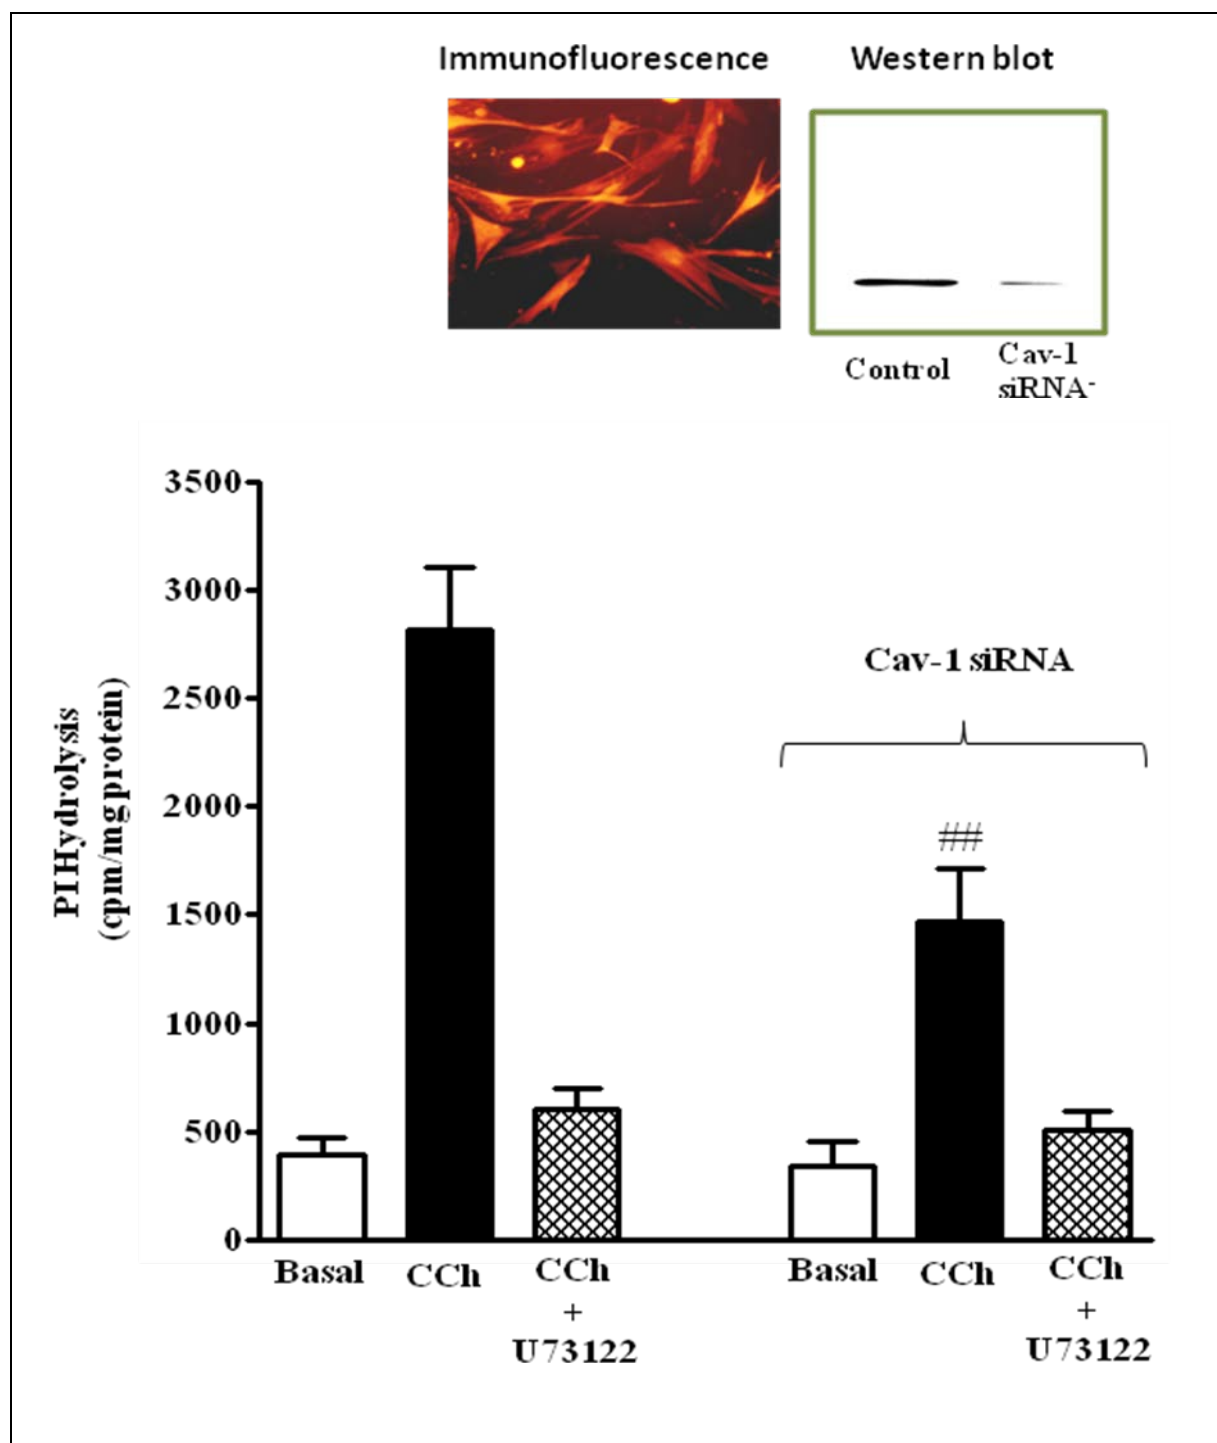 Immunofluorescence
Western blot
Control
Cav-1
siRNA-
3500
3000
2500
2000
1500
1000
500
0
PI Hydrolysis
(cpm/mg protein)
Cav-1 siRNA
##
Basal
CCh
CCh
+
U73122
Basal
CCh
CCh
+
U73122